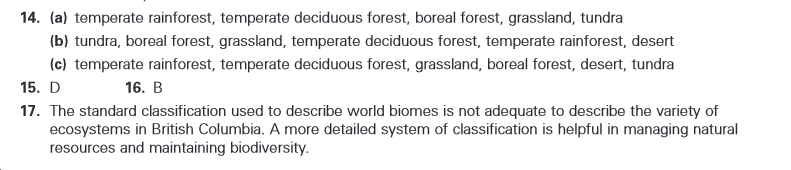 14. (a) temperate rainforest, temperate deciduous forest, boreal forest, grassland, tundra
(b) tundra, boreal forest, grassland, temperate deciduous forest, temperate rainforest, desert
(c) temperate rainforest, temperate deciduous forest, grassland, boreal forest, desert, tundra
15. D 16. B
17. The standard classification used to describe world biomes is not adequate to describe the variety of
ecosystems in British Columbia. A more detailed system of classification is helpful in managing natural
resources and maintaining biodiversity.